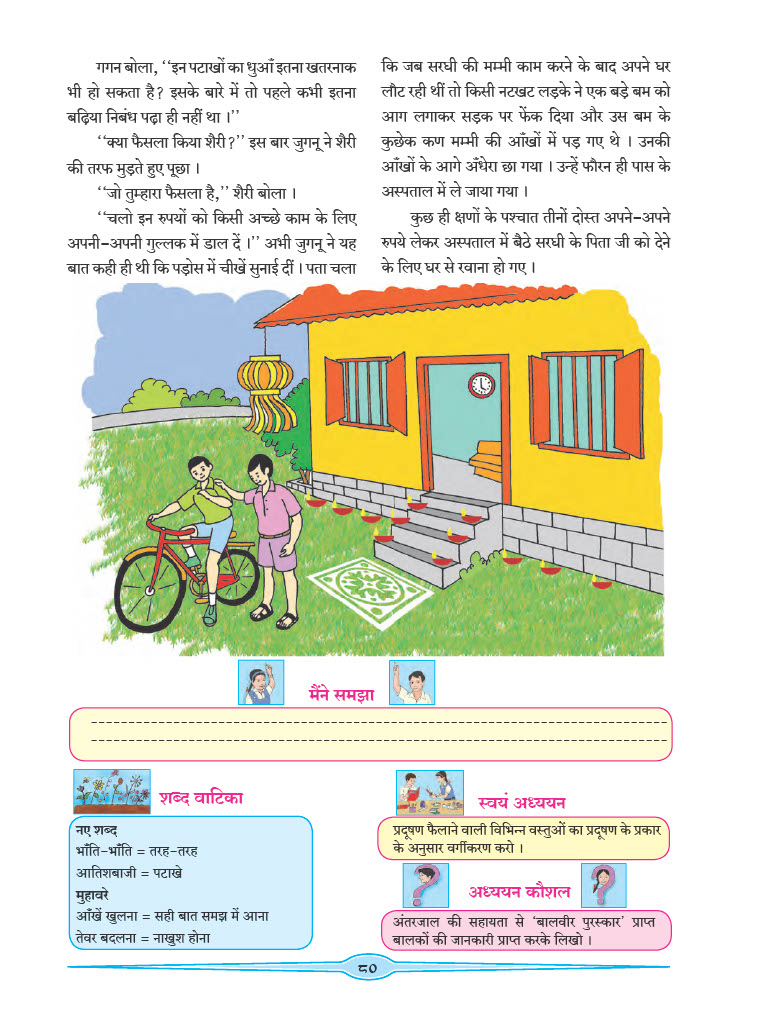 गगन बोला, ‘‘इन पटाखों का धुआँ इतना खतरनाक
भी हो सकता है? इसके बारे में तो पहले कभी इतना
बढ़िया निबंध पढ़ा ही नहीं था ।’’
‘‘क्या फैसला किया शैरी?’’ इस बार जुगनू ने शैरी
की तरफ मुड़ते हुए पूछा ।
‘‘जो तुम्हारा फैसला है,’’ शैरी बोला ।
‘‘चलो इन रुपयों को किसी अच्छे काम के लिए
अपनी-अपनी गुल्लक में डाल दें ।’’ अभी जुगनू ने यह
बात कही ही थी कि पड़ोस में चीखें सुनाई दीं । पता चला
कि जब सरधी की मम्मी काम करने के बाद अपने घर
लौट रही थीं तो किसी नटखट लड़के ने एक बड़े बम को
आग लगाकर सड़क पर फेंक दिया और उस बम के
कुछेक कण मम्मी की आँखों में पड़ गए थे । उनकी
आँखों के आगे अँधेरा छा गया । उन्हें फौरन ही पास के
अस्पताल में ले जाया गया ।
कुछ ही क्षणों के पश्चात तीनों दोस्त अपने-अपने
रुपये लेकर अस्पताल में बैठे सरधी के पिता जी को देने
के लिए घर से रवाना हो गए ।
मैंने समझा
शब्द वाटिका
नए शब्द
भाँति-भाँति = तरह-तरह
आतिशबाजी = पटाखे
मुहावरे
आँखें खुलना = सही बात समझ में आना
तेवर बदलना = नाखुश होना
स्वयं अध्ययन
प्रदूषण फैलाने वाली विभिन्न वस्तुओं का प्रदूषण के प्रकार
के अनुसार वर्गीकरण करो ।
अध्ययन कौशल
अंतरजाल की सहायता से ‘बालवीर पुरस्कार’ प्राप्त
बालकों की जानकारी प्राप्त करके लिखो ।
८०